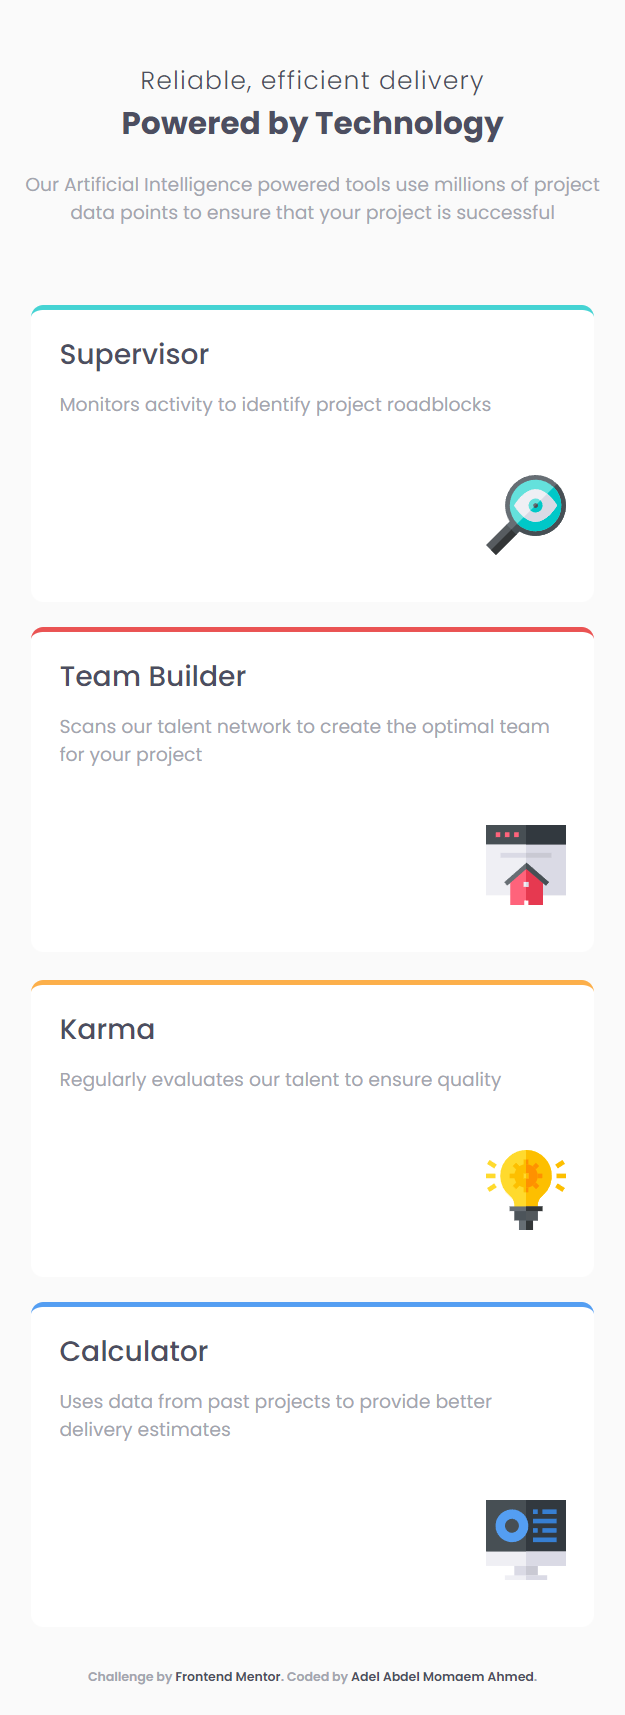 Reliable, efficient delivery
Powered by Technology
Our Artificial Intelligence powered tools use millions of project
data points to ensure that your project is successful
Supervisor
Monitors activity to identify project roadblocks
Team Builder
Scans our talent network to create the optimal team
for your project
Karma
Regularly evaluates our talent to ensure quality
Calculator
Uses data from past projects to provide better
delivery estimates
Challenge by Frontend Mentor. Coded by Adel Abdel Momaem Ahmed.